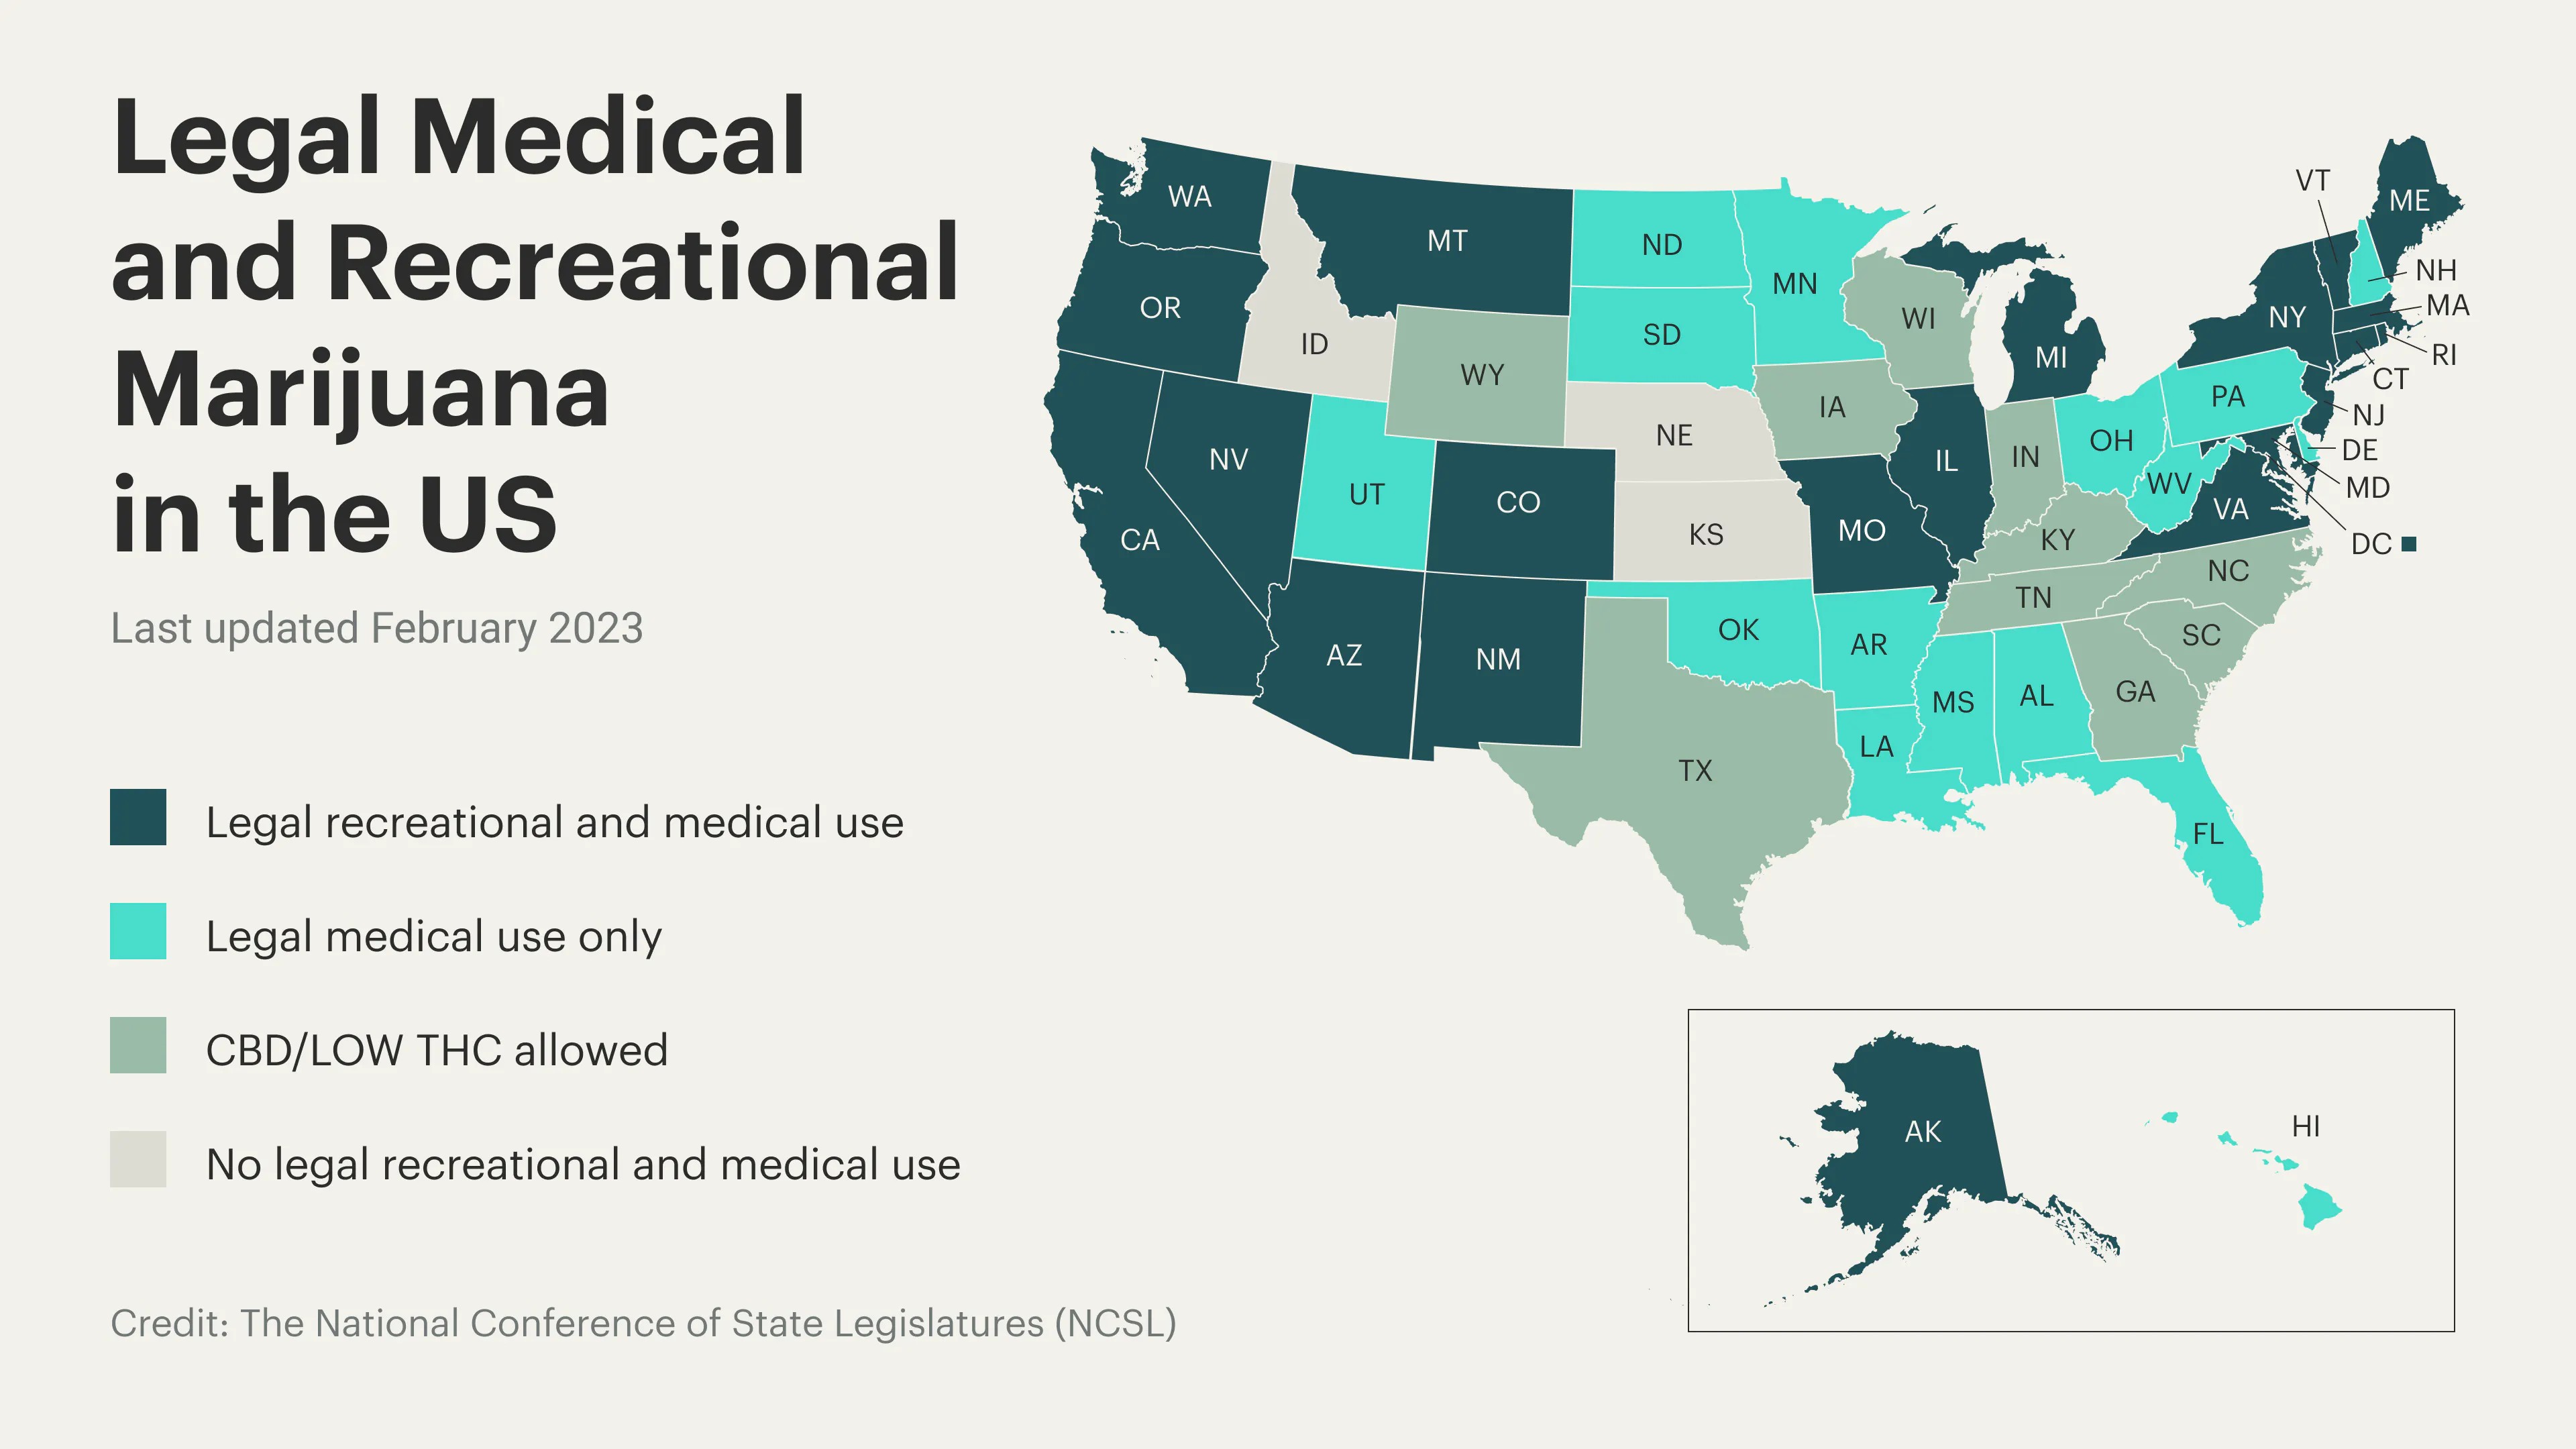 Legal Medical
and Recreational
Marijuana
in the US
Last updated February 2023
Legal recreational and medical use
Legal medical use only
CBD/LOW THC allowed
No legal recreational and medical use
Credit: The National Conference of State Legislatures (NCSL)
WA
OR
CA
NV
ID
MT
WY
UT
CO
AZ
NM
ND
SD
NE
KS
OK
TX
MN
IA
MO
AR
LA
WI
IL
MI
IN
OH
KY
TN
MS
AL
GA
FL
SC
NC
VA
WV
PA
NY
VT
ME
NH
MA
RI
CT
NJ
DE
MD
DC
AK
HI